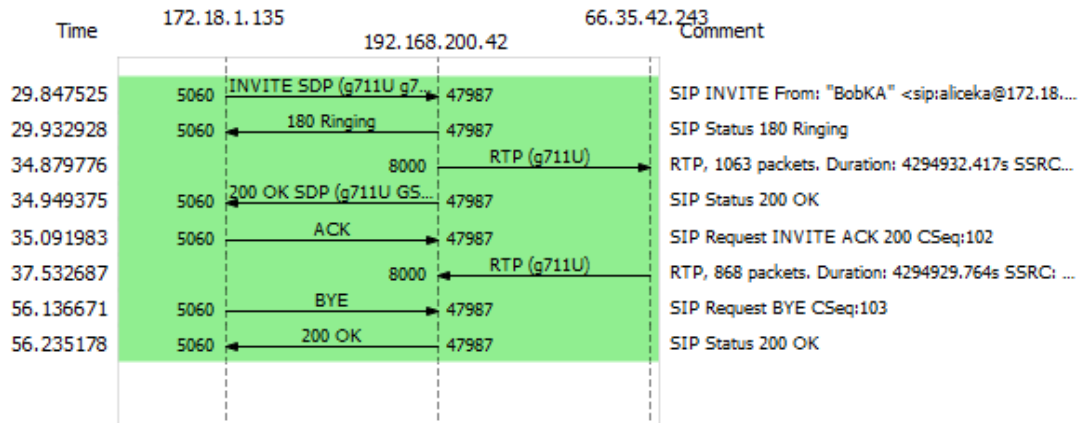 172.18.1.135 66.35.42.243
Time 192.168.200.42 Comment
29.847525 5060 INVITE SDP (g711U g7... 47987 SIP INVITE From: "BobKA" <sip:aliceka@172.18....
29.932928 5060 180 Ringing 47987 SIP Status 180 Ringing
34.879776 8000 RTP (g711U) RTP, 1063 packets. Duration: 4294932.417s SSRC...
34.949375 5060 200 OK SDP (g711U GS... 47987 SIP Status 200 OK
35.091983 5060 ACK 47987 SIP Request INVITE ACK 200 CSeq:102
37.532687 8000 RTP (g711U) RTP, 868 packets. Duration: 4294929.764s SSRC: ...
56.136671 5060 BYE 47987 SIP Request BYE CSeq:103
56.235178 5060 200 OK 47987 SIP Status 200 OK